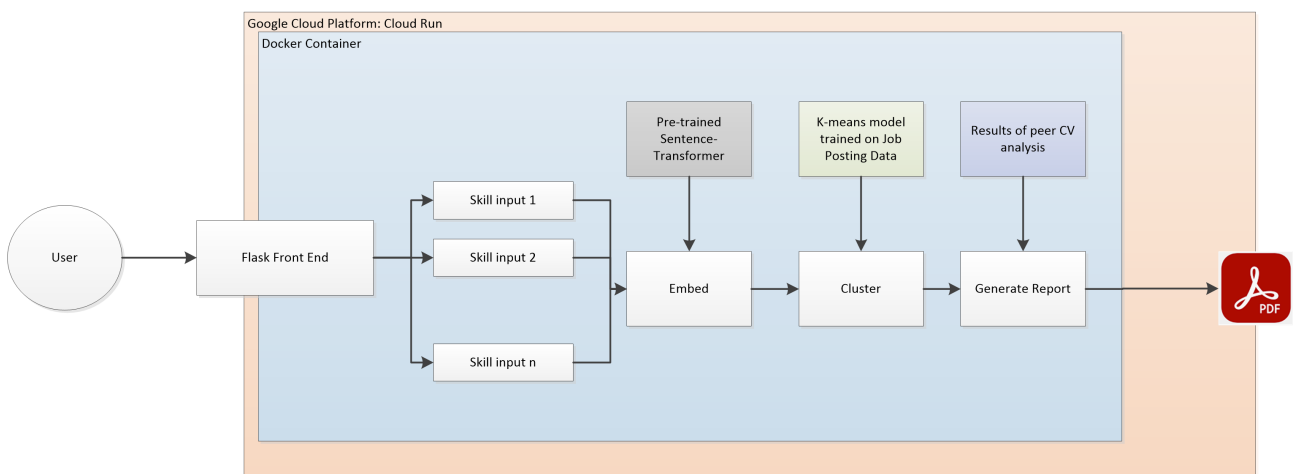 Google Cloud Platform: Cloud Run
Docker Container
Pre-trained
Sentence-
Transformer
K-means model
trained on Job
Posting Data
Results of peer CV
analysis
Skill input 1
User
Flask Front End
Skill input 2
Embed
Cluster
Generate Report
PDF
Skill input n